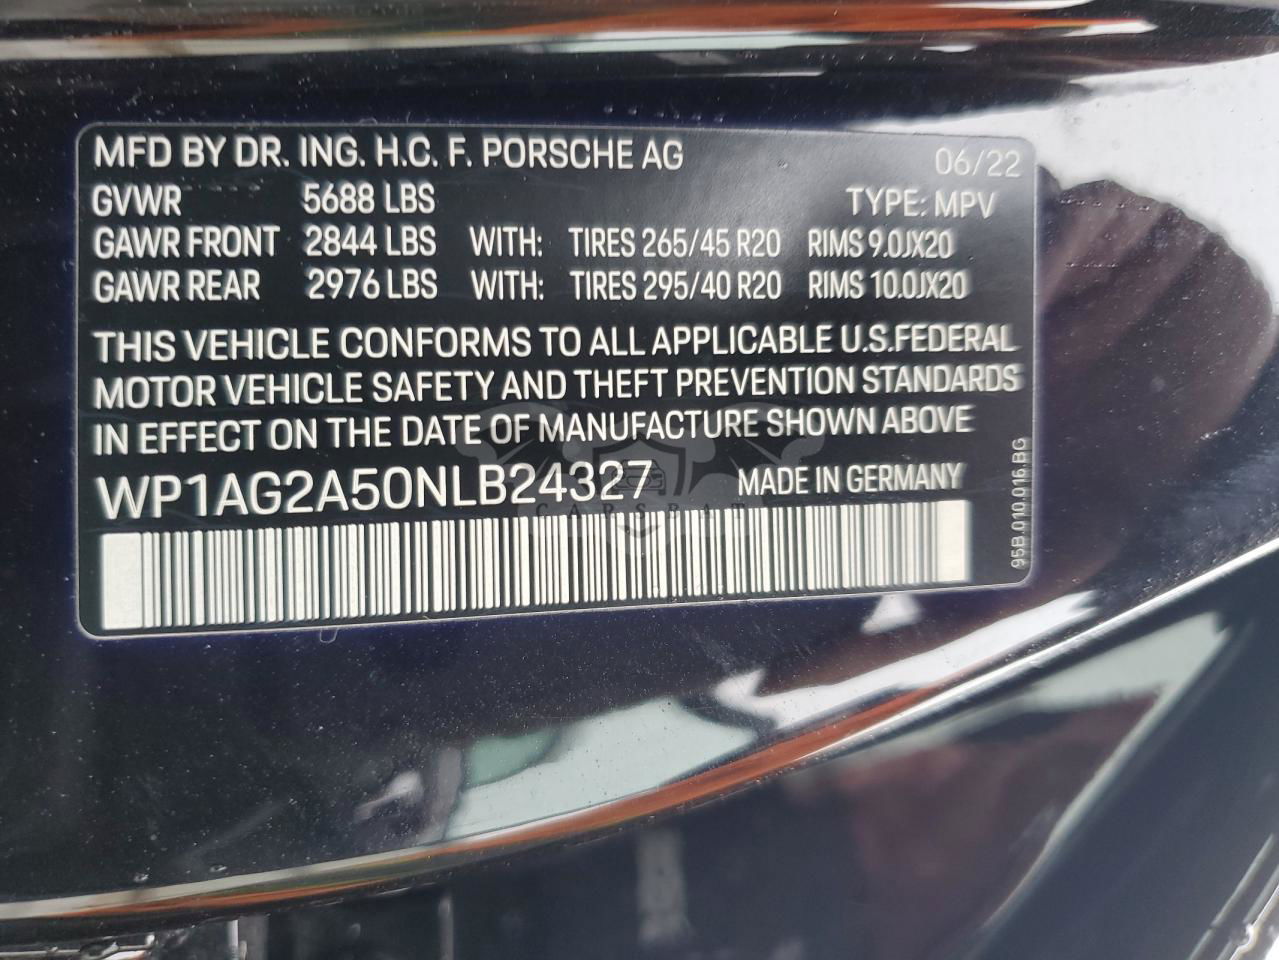 MFD BY DR. ING. H.C. F. PORSCHE AG 06/22
GVWR 5688 LBS TYPE: MPV
GAWR FRONT 2844 LBS WITH: TIRES 265/45 R20 RIMS 9.0JX20
GAWR REAR 2976 LBS WITH: TIRES 295/40 R20 RIMS 10.0JX20
THIS VEHICLE CONFORMS TO ALL APPLICABLE U.S.FEDERAL
MOTOR VEHICLE SAFETY AND THEFT PREVENTION STANDARDS
IN EFFECT ON THE DATE OF MANUFACTURE SHOWN ABOVE
WP1AG2A50NLB24327 MADE IN GERMANY
CARSBAT
95B.010.016.BG